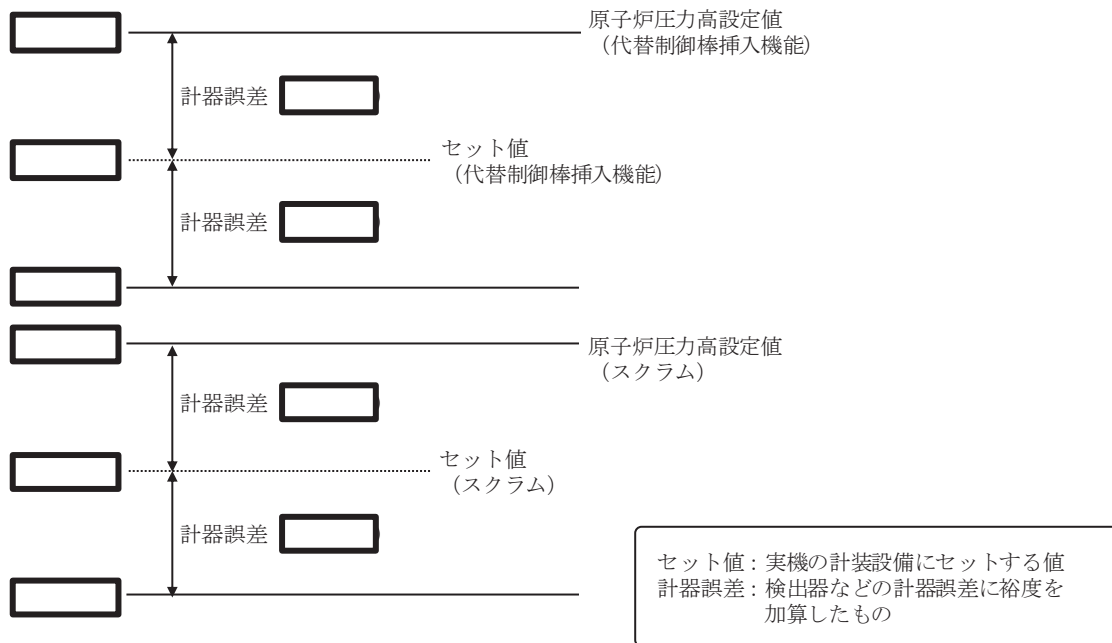 原子炉圧力高設定値
（代替制御棒挿入機能）
計器誤差
セット値
（代替制御棒挿入機能）
計器誤差
原子炉圧力高設定値
（スクラム）
計器誤差
セット値
（スクラム）
計器誤差
セット値：実機の計装設備にセットする値
計器誤差：検出器などの計器誤差に裕度を
加算したもの